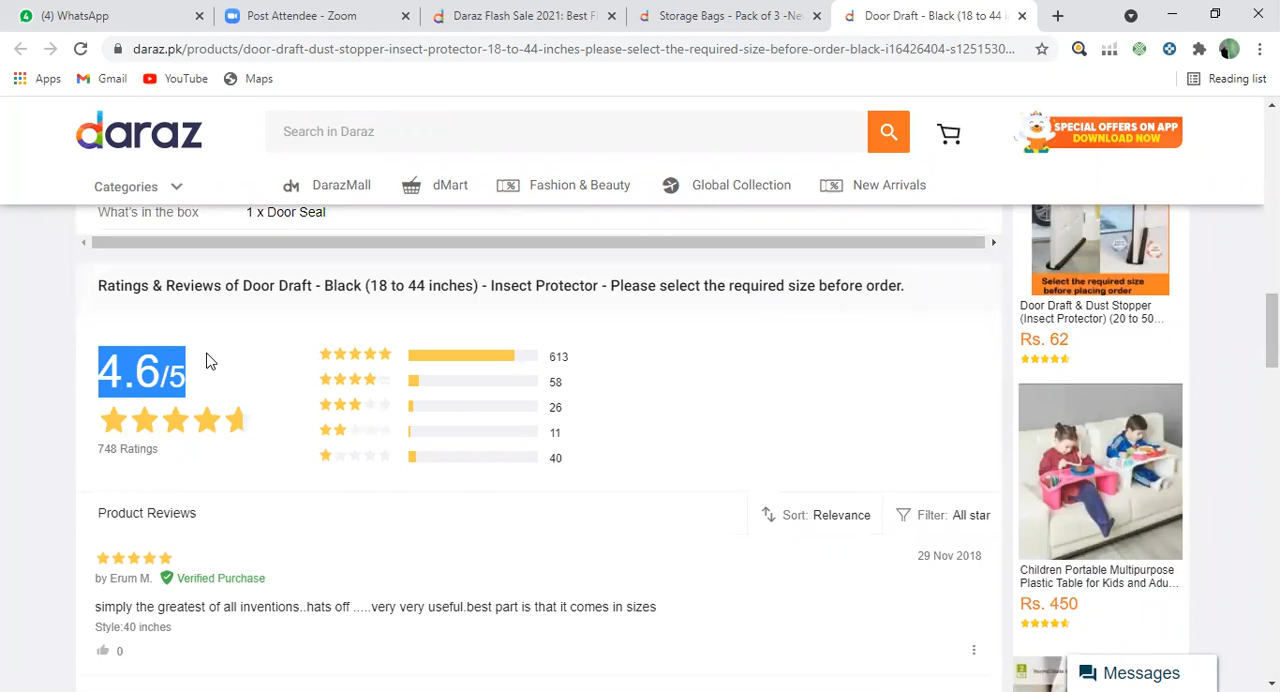 (4) WhatsApp
Post Attendee - Zoom
Daraz Flash Sale 2021: Best F
Storage Bags - Pack of 3 -Ne
Door Draft - Black (18 to 44 i
daraz.pk/products/door-draft-dust-stopper-insect-protector-18-to-44-inches-please-select-the-required-size-before-order-black-i16426404-s1251530...
Apps
Gmail
YouTube
Maps
Reading list
daraz
Search in Daraz
SPECIAL OFFERS ON APP
DOWNLOAD NOW
Categories
DarazMall
dMart
Fashion & Beauty
Global Collection
New Arrivals
What's in the box
1 x Door Seal
Ratings & Reviews of Door Draft - Black (18 to 44 inches) - Insect Protector - Please select the required size before order.
4.6/5
748 Ratings
613
58
26
11
40
Product Reviews
Sort: Relevance
Filter: All star
29 Nov 2018
by Erum M.
Verified Purchase
simply the greatest of all inventions..hats off .....very very useful.best part is that it comes in sizes
Style:40 inches
0
Select the required size
before placing order
Door Draft & Dust Stopper
(Insect Protector) (20 to 50...
Rs. 62
Children Portable Multipurpose
Plastic Table for Kids and Adu...
Rs. 450
Messages